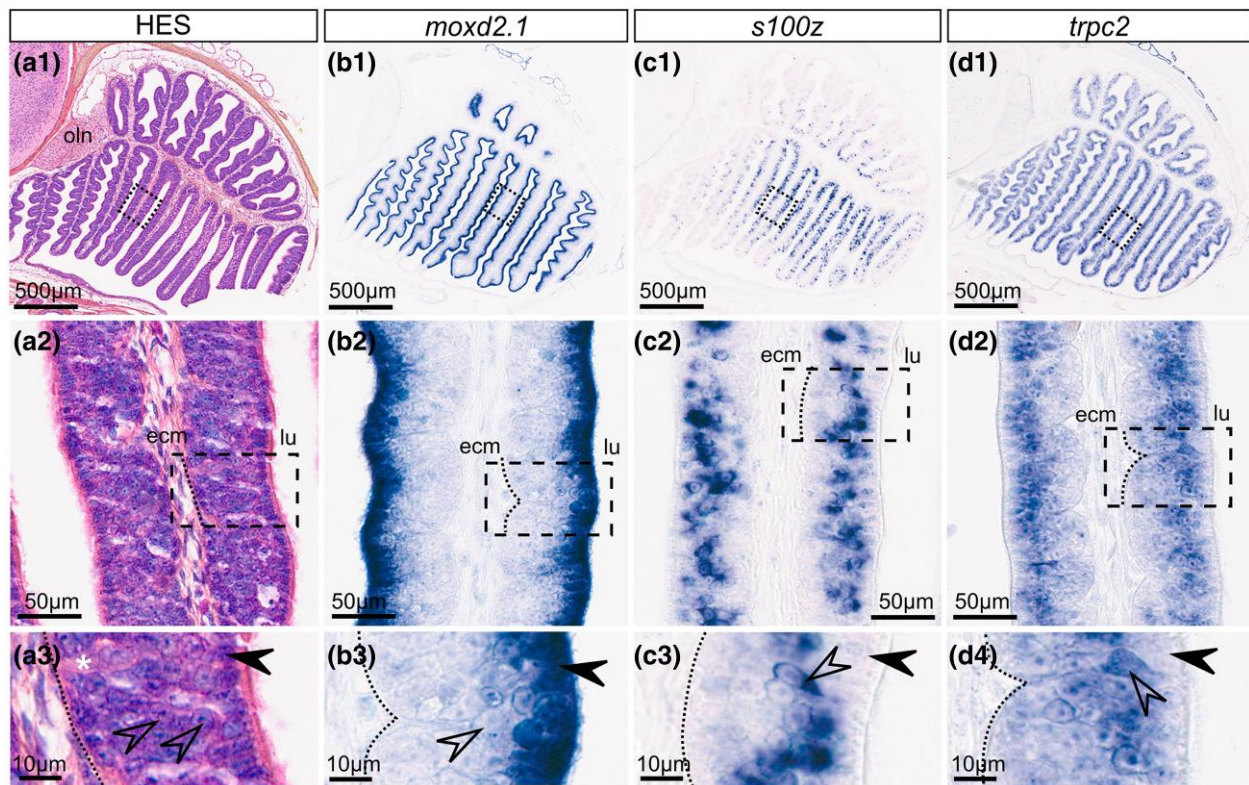 HES moxd2.1 s100z trpc2
(a1) (b1) (c1) (d1)
oln
500µm 500µm 500µm 500µm
(a2) (b2) (c2) (d2)
ecm lu ecm lu ecm lu ecm lu
50µm 50µm 50µm 50µm
(a3) (b3) (c3) (d4)
*
10µm 10µm 10µm 10µm